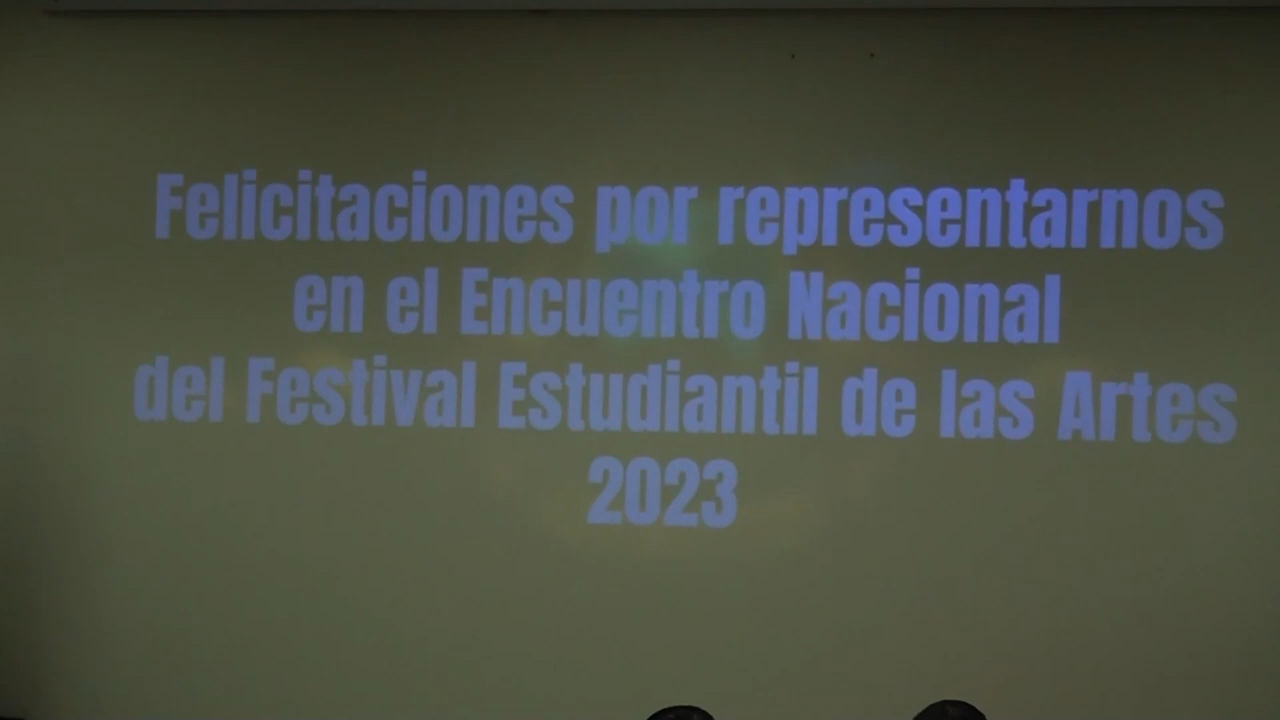 Felicitaciones por representarnos
en el Encuentro Nacional
del Festival Estudiantil de las Artes
2023